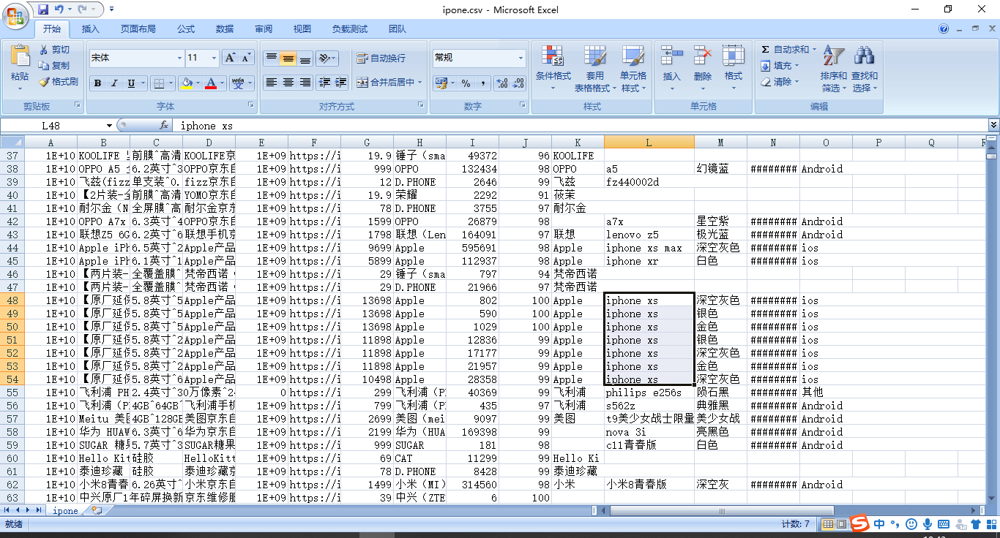 ipone.csv - Microsoft Excel
开始 插入 页面布局 公式 数据 审阅 视图 负载测试 团队
剪切
复制
格式刷
粘贴
剪贴板
宋体 11
B I U
wén
字体
自动换行
合并后居中
对齐方式
常规
% ,
数字
条件格式 套用表格格式 单元格样式
样式
插入 删除 格式
单元格
Σ 自动求和
填充
清除
排序和筛选 查找和选择
编辑
L48 fx iphone xs
A B C D E F G H I J K L M N O P Q R
37 1E+10 KOOLIFE 前膜^高清 KOOLIFE京 1E+09 https://i 19.9 锤子（sma 49372 96 KOOLIFE
38 1E+10 OPPO A5 6.2英寸^3 OPPO京东自 1E+09 https://i 999 OPPO 132434 98 OPPO a5 幻镜蓝 ######## Android
39 1E+10 飞兹(fizz 单支装^0. fizz京东自 1E+09 https://i 12 D.PHONE 2646 99 飞兹 fz440002d
40 1E+10 【2片装-全 前膜^高清 YOMO京东自 1E+09 https://i 19.9 荣耀 2292 91 莜茉
41 1E+10 耐尔金（N 全屏膜^高 耐尔金京东 1E+09 https://i 78 D.PHONE 3755 97 耐尔金
42 1E+10 OPPO A7x 6.3英寸^4 OPPO京东自 1E+09 https://i 1599 OPPO 26879 98 a7x 星空紫 ######## Android
43 1E+10 联想Z5 6G 6.2英寸^6 联想手机京 1E+09 https://i 1798 联想（Len 164091 97 联想 lenovo z5 极光蓝 ######## Android
44 1E+10 Apple iPh 6.5英寸^2 Apple产品 1E+09 https://i 9699 Apple 595691 98 Apple iphone xs max 深空灰色 ######## ios
45 1E+10 Apple iPh 6.1英寸^1 Apple产品 1E+09 https://i 5899 Apple 112937 98 Apple iphone xr 白色 ######## ios
46 1E+10 【两片装- 全覆盖膜^ 梵帝西诺 1E+09 https://i 29 锤子（sma 797 94 梵帝西诺
47 1E+10 【两片装- 全覆盖膜^ 梵帝西诺 1E+09 https://i 29 D.PHONE 21966 97 梵帝西诺
48 1E+10 【原厂延保 5.8英寸^5 Apple产品 1E+09 https://i 13698 Apple 802 100 Apple iphone xs 深空灰色 ######## ios
49 1E+10 【原厂延保 5.8英寸^5 Apple产品 1E+09 https://i 13698 Apple 590 100 Apple iphone xs 银色 ######## ios
50 1E+10 【原厂延保 5.8英寸^5 Apple产品 1E+09 https://i 13698 Apple 1029 100 Apple iphone xs 金色 ######## ios
51 1E+10 【原厂延保 5.8英寸^2 Apple产品 1E+09 https://i 11898 Apple 12836 99 Apple iphone xs 银色 ######## ios
52 1E+10 【原厂延保 5.8英寸^2 Apple产品 1E+09 https://i 11898 Apple 17177 99 Apple iphone xs 深空灰色 ######## ios
53 1E+10 【原厂延保 5.8英寸^2 Apple产品 1E+09 https://i 11898 Apple 21957 99 Apple iphone xs 金色 ######## ios
54 1E+10 【原厂延保 5.8英寸^6 Apple产品 1E+09 https://i 10498 Apple 28358 99 Apple iphone xs 深空灰色 ######## ios
55 1E+10 飞利浦 PH 2.4英寸^30万像素^24 0 https://i 299 飞利浦（PH 40369 99 飞利浦 philips e256s 陨石黑 ######## 其他
56 1E+10 飞利浦（PH 4GB^64GB^ 飞利浦手机 1E+09 https://i 799 飞利浦（PH 435 97 飞利浦 s562z 典雅黑 ######## Android
57 1E+10 Meitu 美图 4GB^128GB 美图京东自 1E+09 https://i 2699 美图（mei 9097 99 美图 t9美少女战士限量 美少女战 ######## Android
58 1E+10 华为 HUAW 6.3英寸^6 华为京东自 1E+09 https://i 2199 华为（HUA 169398 99 nova 3i 亮黑色 ######## Android
59 1E+10 SUGAR 糖果 5.7英寸^3 SUGAR糖果 1E+09 https://i 999 SUGAR 181 98 c11青春版 白色 ######## Android
60 1E+10 Hello Kit 硅胶 HelloKitt 1E+09 https://i 69 CAT 11299 99 Hello Ki
61 1E+10 泰迪珍藏 硅胶 泰迪珍藏京 1E+09 https://i 78 D.PHONE 8428 99 泰迪珍藏
62 1E+10 小米8青春 6.26英寸^ 小米京东自 1E+09 https://i 1499 小米（MI） 314560 98 小米 小米8青春版 深空灰 ######## Android
63 1E+10 中兴原厂1年碎屏换新 京东维修服 1E+09 https://i 39 中兴（ZTE 6 100
ipone
就绪 计数: 7 中